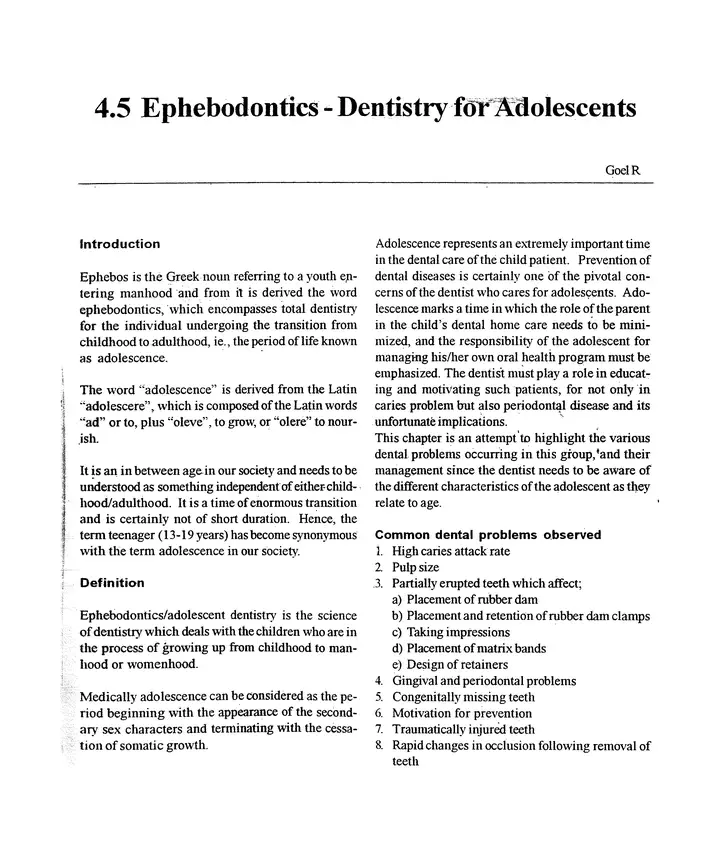 4.5 Ephebodontics - Dentistry for Adolescents
Goel R
Introduction
Ephebos is the Greek noun referring to a youth en-
tering manhood and from it is derived the word
ephebodontics, which encompasses total dentistry
for the individual undergoing the transition from
childhood to adulthood, ie., the period of life known
as adolescence.
The word “adolescence” is derived from the Latin
“adolescere”, which is composed of the Latin words
“ad” or to, plus “oleve”, to grow, or “olere” to nour-
ish.
It is an in between age in our society and needs to be
understood as something independent of either child-
hood/adulthood. It is a time of enormous transition
and is certainly not of short duration. Hence, the
term teenager (13-19 years) has become synonymous
with the term adolescence in our society.
Definition
Ephebodontics/adolescent dentistry is the science
of dentistry which deals with the children who are in
the process of growing up from childhood to man-
hood or womenhood.
Medically adolescence can be considered as the pe-
riod beginning with the appearance of the second-
ary sex characters and terminating with the cessa-
tion of somatic growth.
Adolescence represents an extremely important time
in the dental care of the child patient. Prevention of
dental diseases is certainly one of the pivotal con-
cerns of the dentist who cares for adolesçents. Ado-
lescence marks a time in which the role of the parent
in the child's dental home care needs to be mini-
mized, and the responsibility of the adolescent for
managing his/her own oral health program must be
emphasized. The dentist must play a role in educat-
ing and motivating such patients, for not only in
caries problem but also periodontal disease and its
unfortunate implications.
This chapter is an attempt to highlight the various
dental problems occurring in this group, and their
management since the dentist needs to be aware of
the different characteristics of the adolescent as they
relate to age.
Common dental problems observed
1. High caries attack rate
2. Pulp size
3. Partially erupted teeth which affect;
a) Placement of rubber dam
b) Placement and retention of rubber dam clamps
c) Taking impressions
d) Placement of matrix bands
e) Design of retainers
4. Gingival and periodontal problems
5. Congenitally missing teeth
6. Motivation for prevention
7. Traumatically injured teeth
8. Rapid changes in occlusion following removal of
teeth